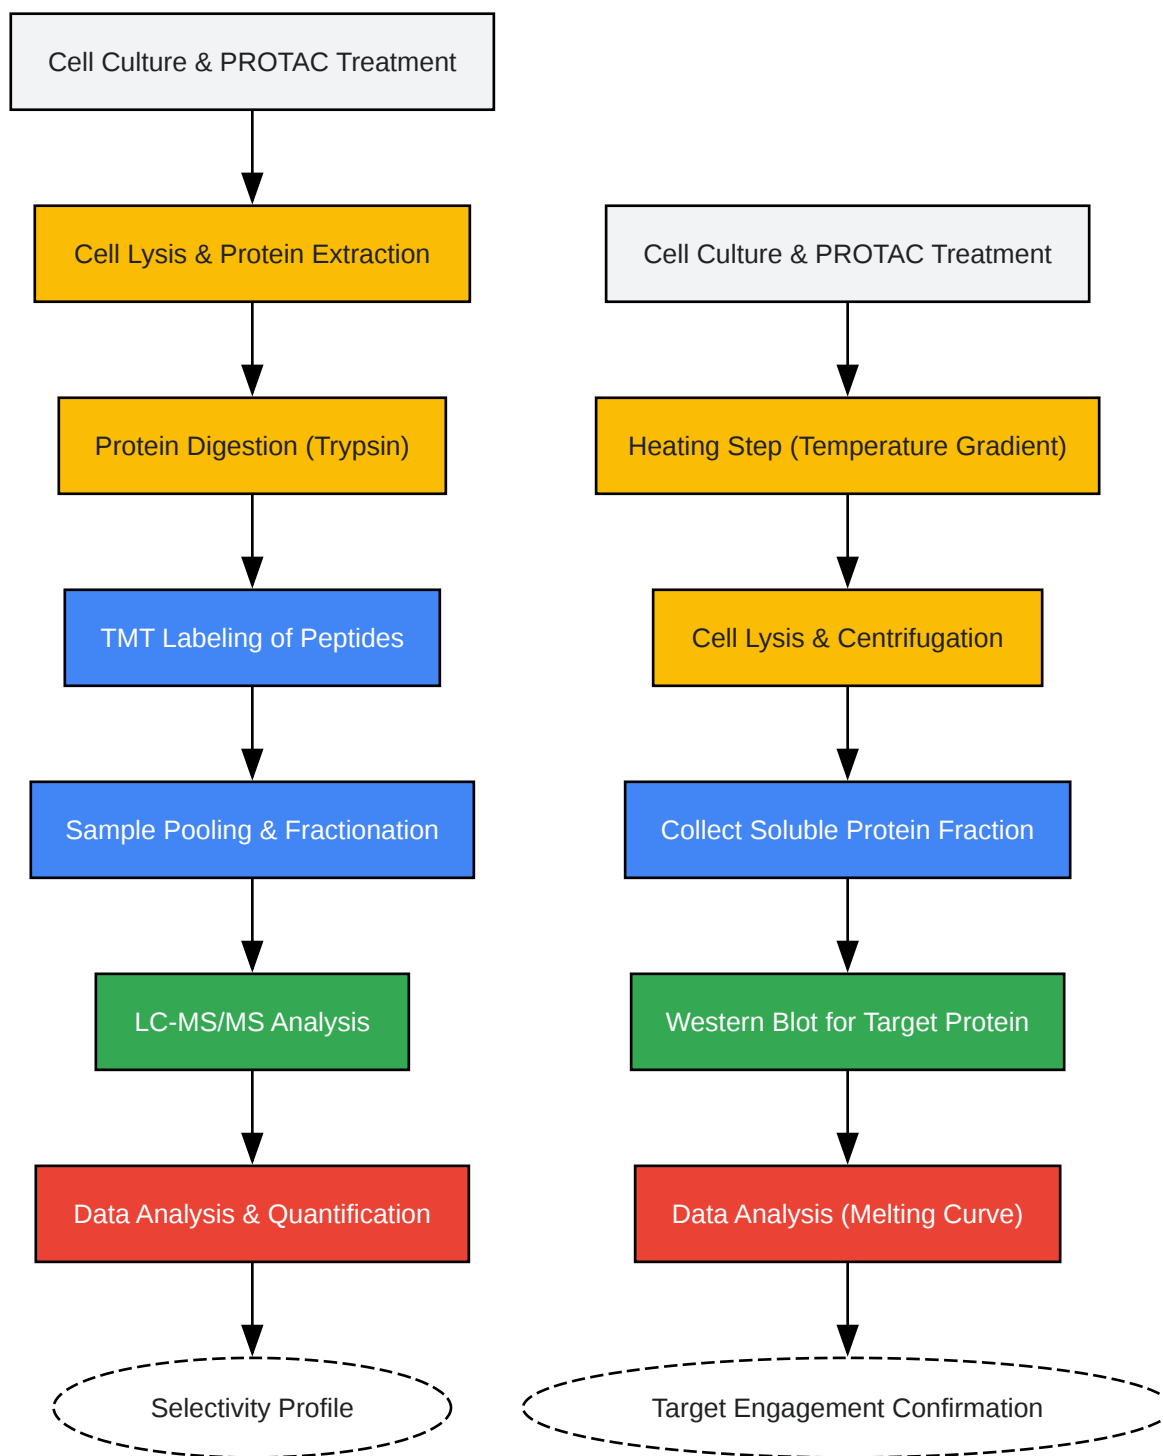 Cell Culture & PROTAC Treatment
Cell Lysis & Protein Extraction
Protein Digestion (Trypsin)
TMT Labeling of Peptides
Sample Pooling & Fractionation
LC-MS/MS Analysis
Data Analysis & Quantification
Selectivity Profile
Cell Culture & PROTAC Treatment
Heating Step (Temperature Gradient)
Cell Lysis & Centrifugation
Collect Soluble Protein Fraction
Western Blot for Target Protein
Data Analysis (Melting Curve)
Target Engagement Confirmation